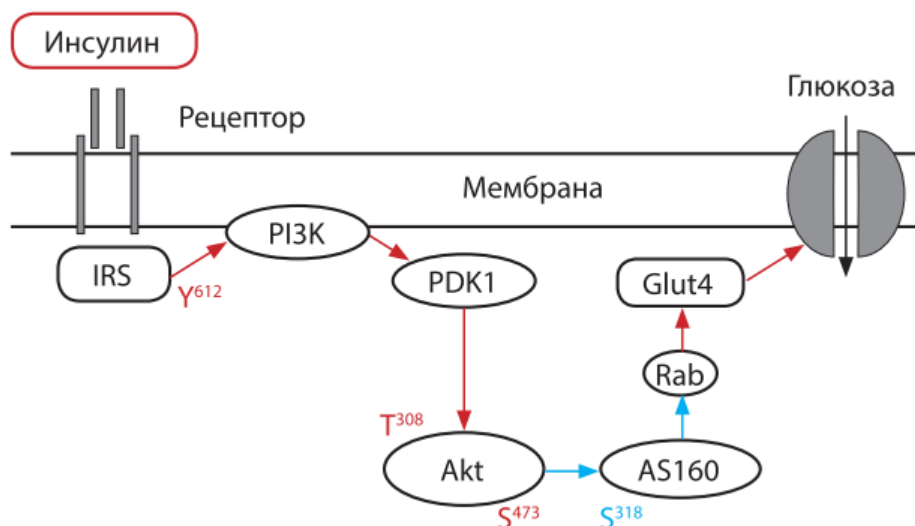 Инсулин
Рецептор
Глюкоза
Мембрана
PI3K
IRS
Y⁶¹²
PDK1
Glut4
Rab
T³⁰⁸
Akt
AS160
S⁴⁷³
S³¹⁸